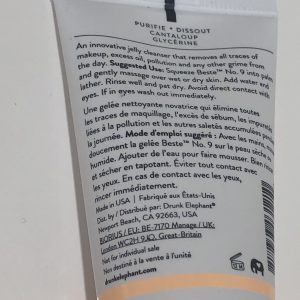 PURIFIE + DISSOUT
CANTALOUP
GLYCÉRINE
An innovative jelly cleanser that removes all traces of
makeup, excess oil, pollution and any other grime from
the day. Suggested Use: Squeeze Beste™ No. 9 into palm
and gently massage over wet or dry skin. Add water and
lather. Rinse well and pat dry. Avoid direct contact with
eyes. If in eyes wash out immediately.
Une gelée nettoyante novatrice qui élimine toutes
les traces de maquillage, l'excès de sébum, les impuretés
liées à la pollution et les autres saletés accumulées pendant
la journée. Mode d'emploi suggéré : Avec les mains,
doucement la gelée Beste™ No. 9 sur la peau sèche ou
humide. Ajouter de l'eau pour faire mousser. Bien rincer
et sécher en tapotant. Éviter tout contact avec
les yeux. En cas de contact avec les yeux,
rincer immédiatement.
Made in USA | Fabriqué aux États-Unis
Dist. by / Distribué par: Drunk Elephant®
Newport Beach, CA 92663, USA
BORIUS / EU: BE-7170 Manage / UK:
London WC2H 9JQ, Great-Britain
Not for individual sale
Non destiné à la vente à l'unité
drunkelephant.com